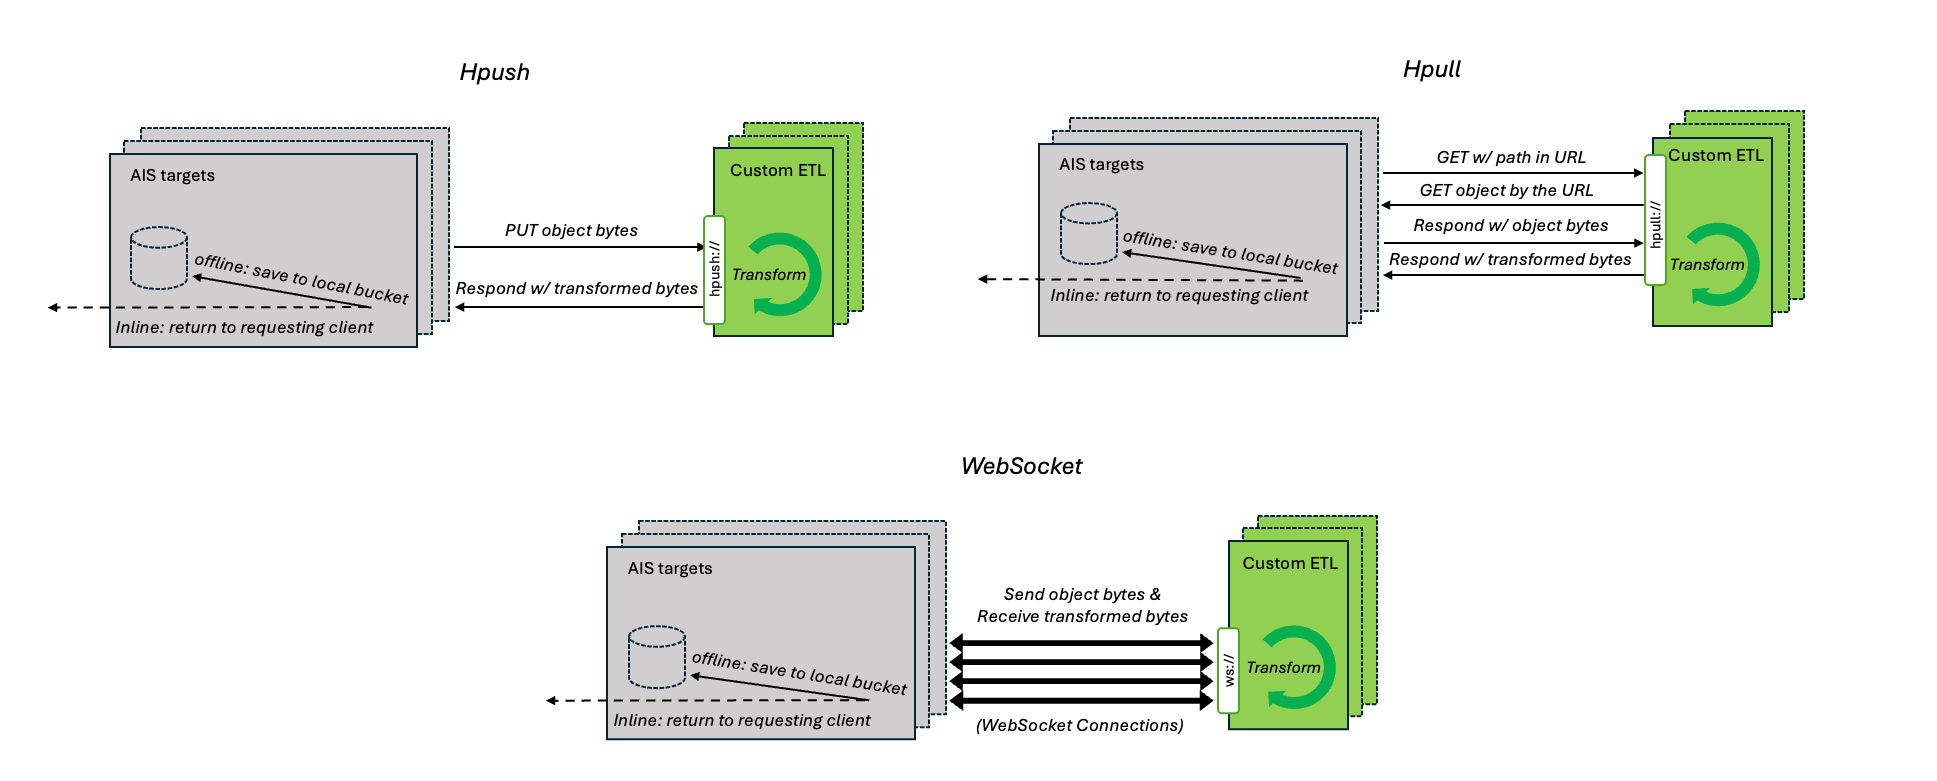 Hpush
AIS targets
offline: save to local bucket
Inline: return to requesting client
PUT object bytes
Respond w/ transformed bytes
hpush://
Custom ETL
Transform
Hpull
AIS targets
offline: save to local bucket
Inline: return to requesting client
GET w/ path in URL
GET object by the URL
Respond w/ object bytes
Respond w/ transformed bytes
hpull://
Custom ETL
Transform
WebSocket
AIS targets
offline: save to local bucket
Inline: return to requesting client
Send object bytes &
Receive transformed bytes
(WebSocket Connections)
ws://
Custom ETL
Transform